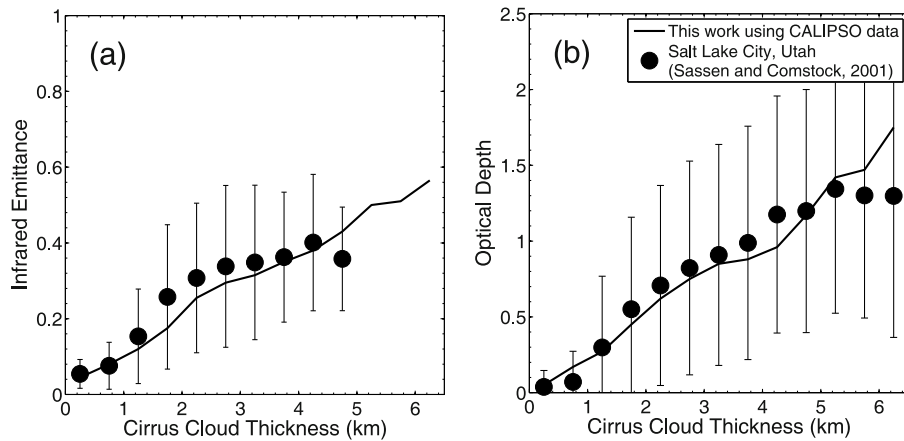 (a)
1
0.8
0.6
0.4
0.2
0
Infrared Emittance
0 1 2 3 4 5 6
Cirrus Cloud Thickness (km)
(b)
This work using CALIPSO data
Salt Lake City, Utah
(Sassen and Comstock, 2001)
2.5
2
1.5
1
0.5
0
Optical Depth
0 1 2 3 4 5 6
Cirrus Cloud Thickness (km)